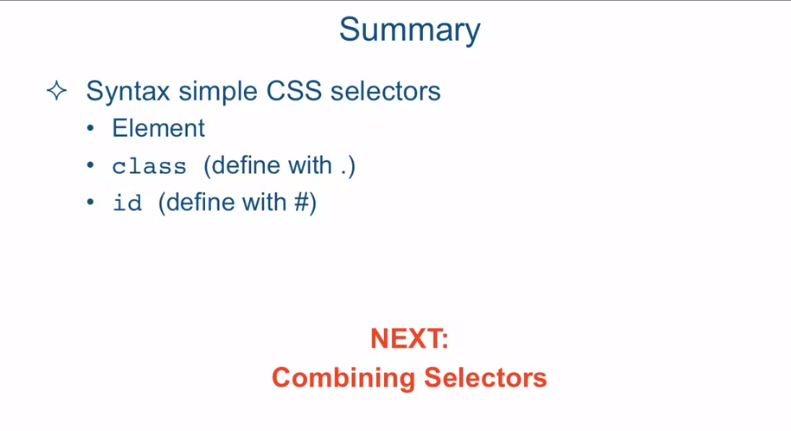 Summary
✧ Syntax simple CSS selectors
• Element
• class (define with .)
• id (define with #)
NEXT:
Combining Selectors